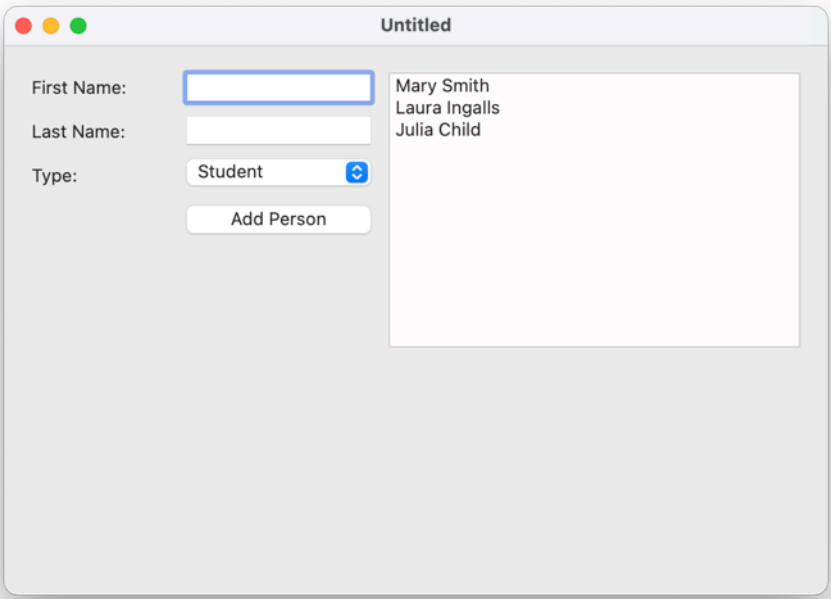 Untitled
First Name:
Last Name:
Type:
Student
Add Person
Mary Smith
Laura Ingalls
Julia Child